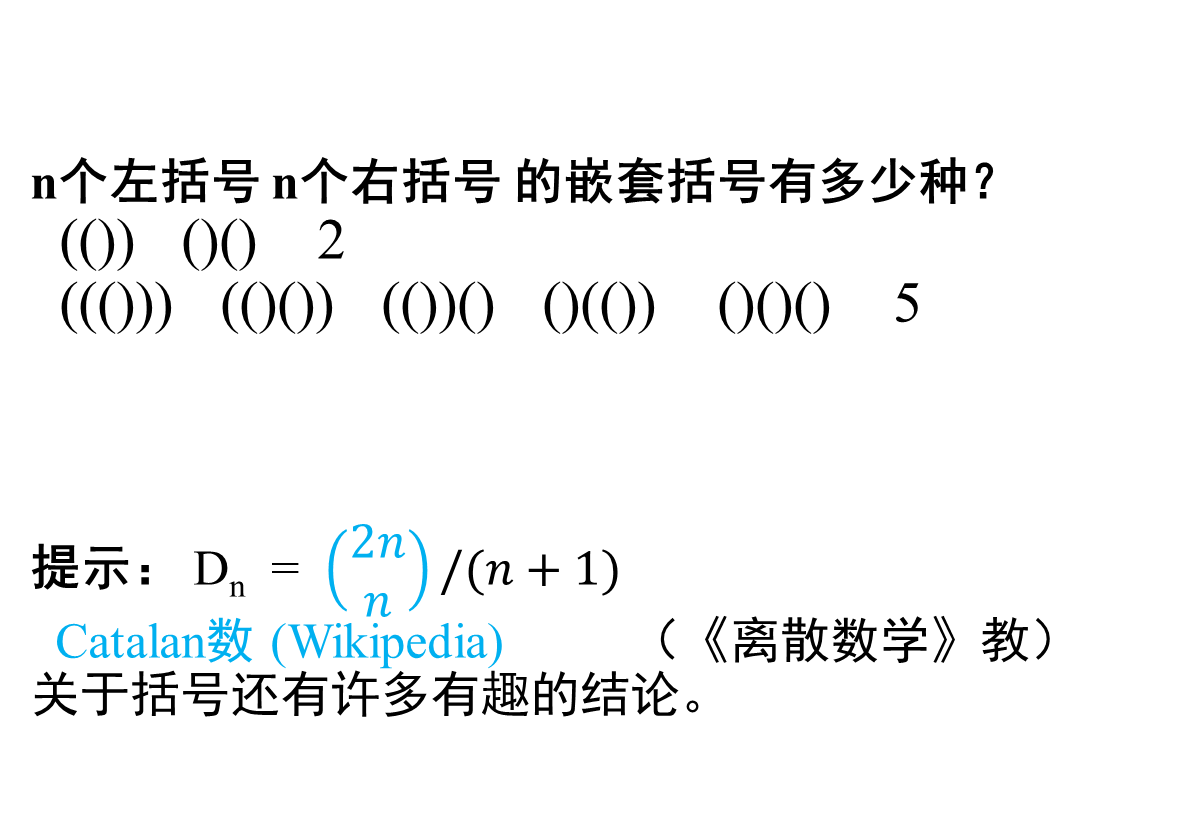 n个左括号 n个右括号 的嵌套括号有多少种？
(()) ()() 2
((())) (()()) (())() ()(()) ()()() 5
提示： Dn = (2n n)/(n + 1)
Catalan数 (Wikipedia) （《离散数学》教）
关于括号还有许多有趣的结论。